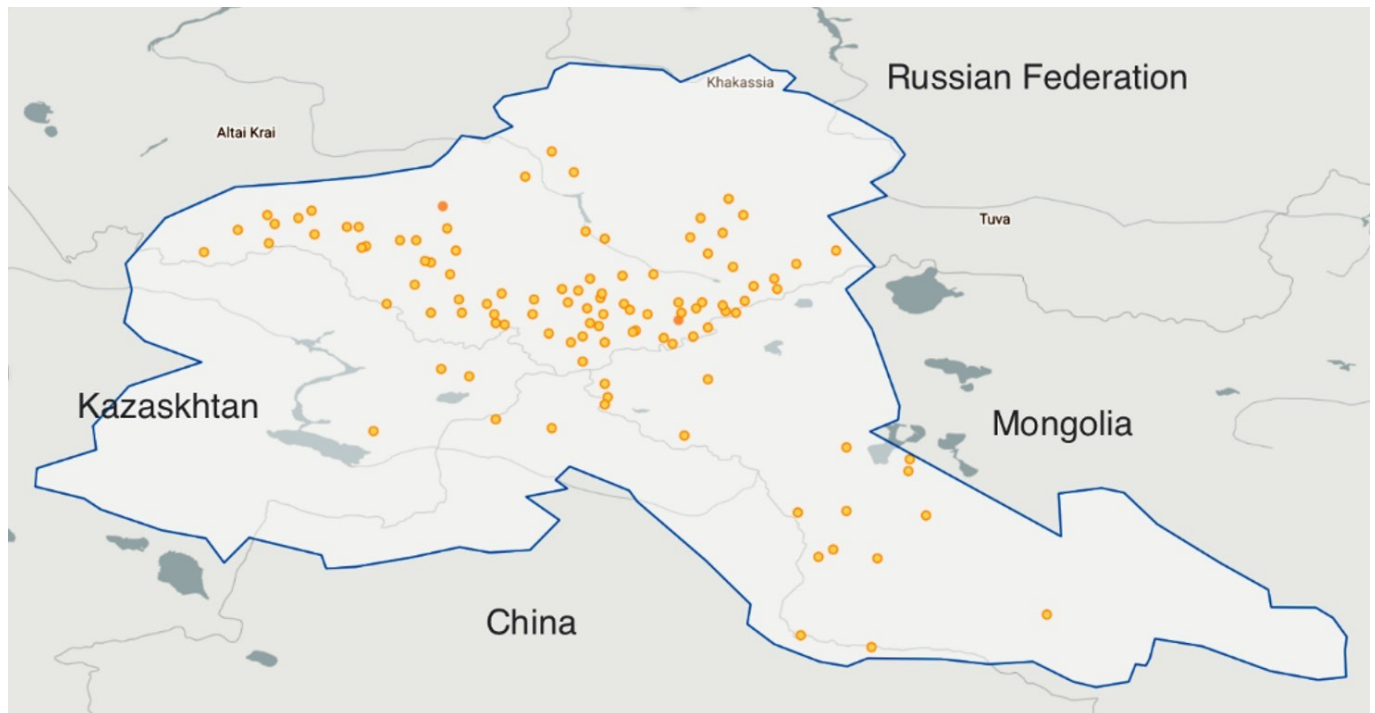 Russian Federation
Khakassia
Altai Krai
Tuva
Kazaskhtan
Mongolia
China